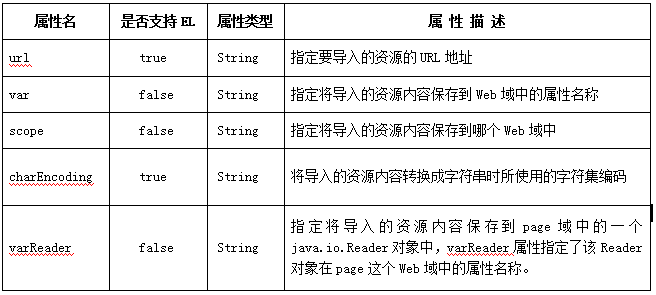 属性名 是否支持 EL 属性类型 属 性 描 述
url true String 指定要导入的资源的 URL 地址
var false String 指定将导入的资源内容保存到 Web 域中的属性名称
scope false String 指定将导入的资源内容保存到哪个 Web 域中
charEncoding true String 将导入的资源内容转换成字符串时所使用的字符集编码
指定将导入的资源内容保存到 page 域中的一个
varReader false String java.io.Reader 对象中，varReader 属性指定了该 Reader
对象在 page 这个 Web 域中的属性名称。